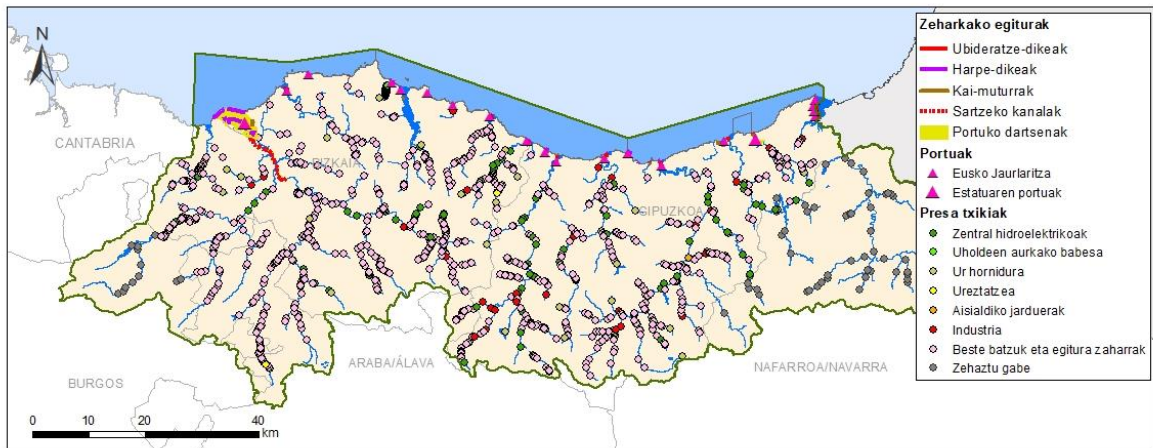 N
CANTABRIA
BIZKAIA
GIPUZKOA
BURGOS
ARABA/ÁLAVA
NAFARROA/NAVARRA
0 10 20 40
km
Zeharkako egiturak
Ubideratze-dikeak
Harpe-dikeak
Kai-muturrak
Sartzeko kanalak
Portuko dartsenak
Portuak
Eusko Jaurlaritza
Estatuaren portuak
Presa txikiak
Zentral hidroelektrikoak
Uholdeen aurkako babesa
Ur hornidura
Ureztatzea
Aisialdiko jarduerak
Industria
Beste batzuk eta egitura zaharrak
Zehaztu gabe